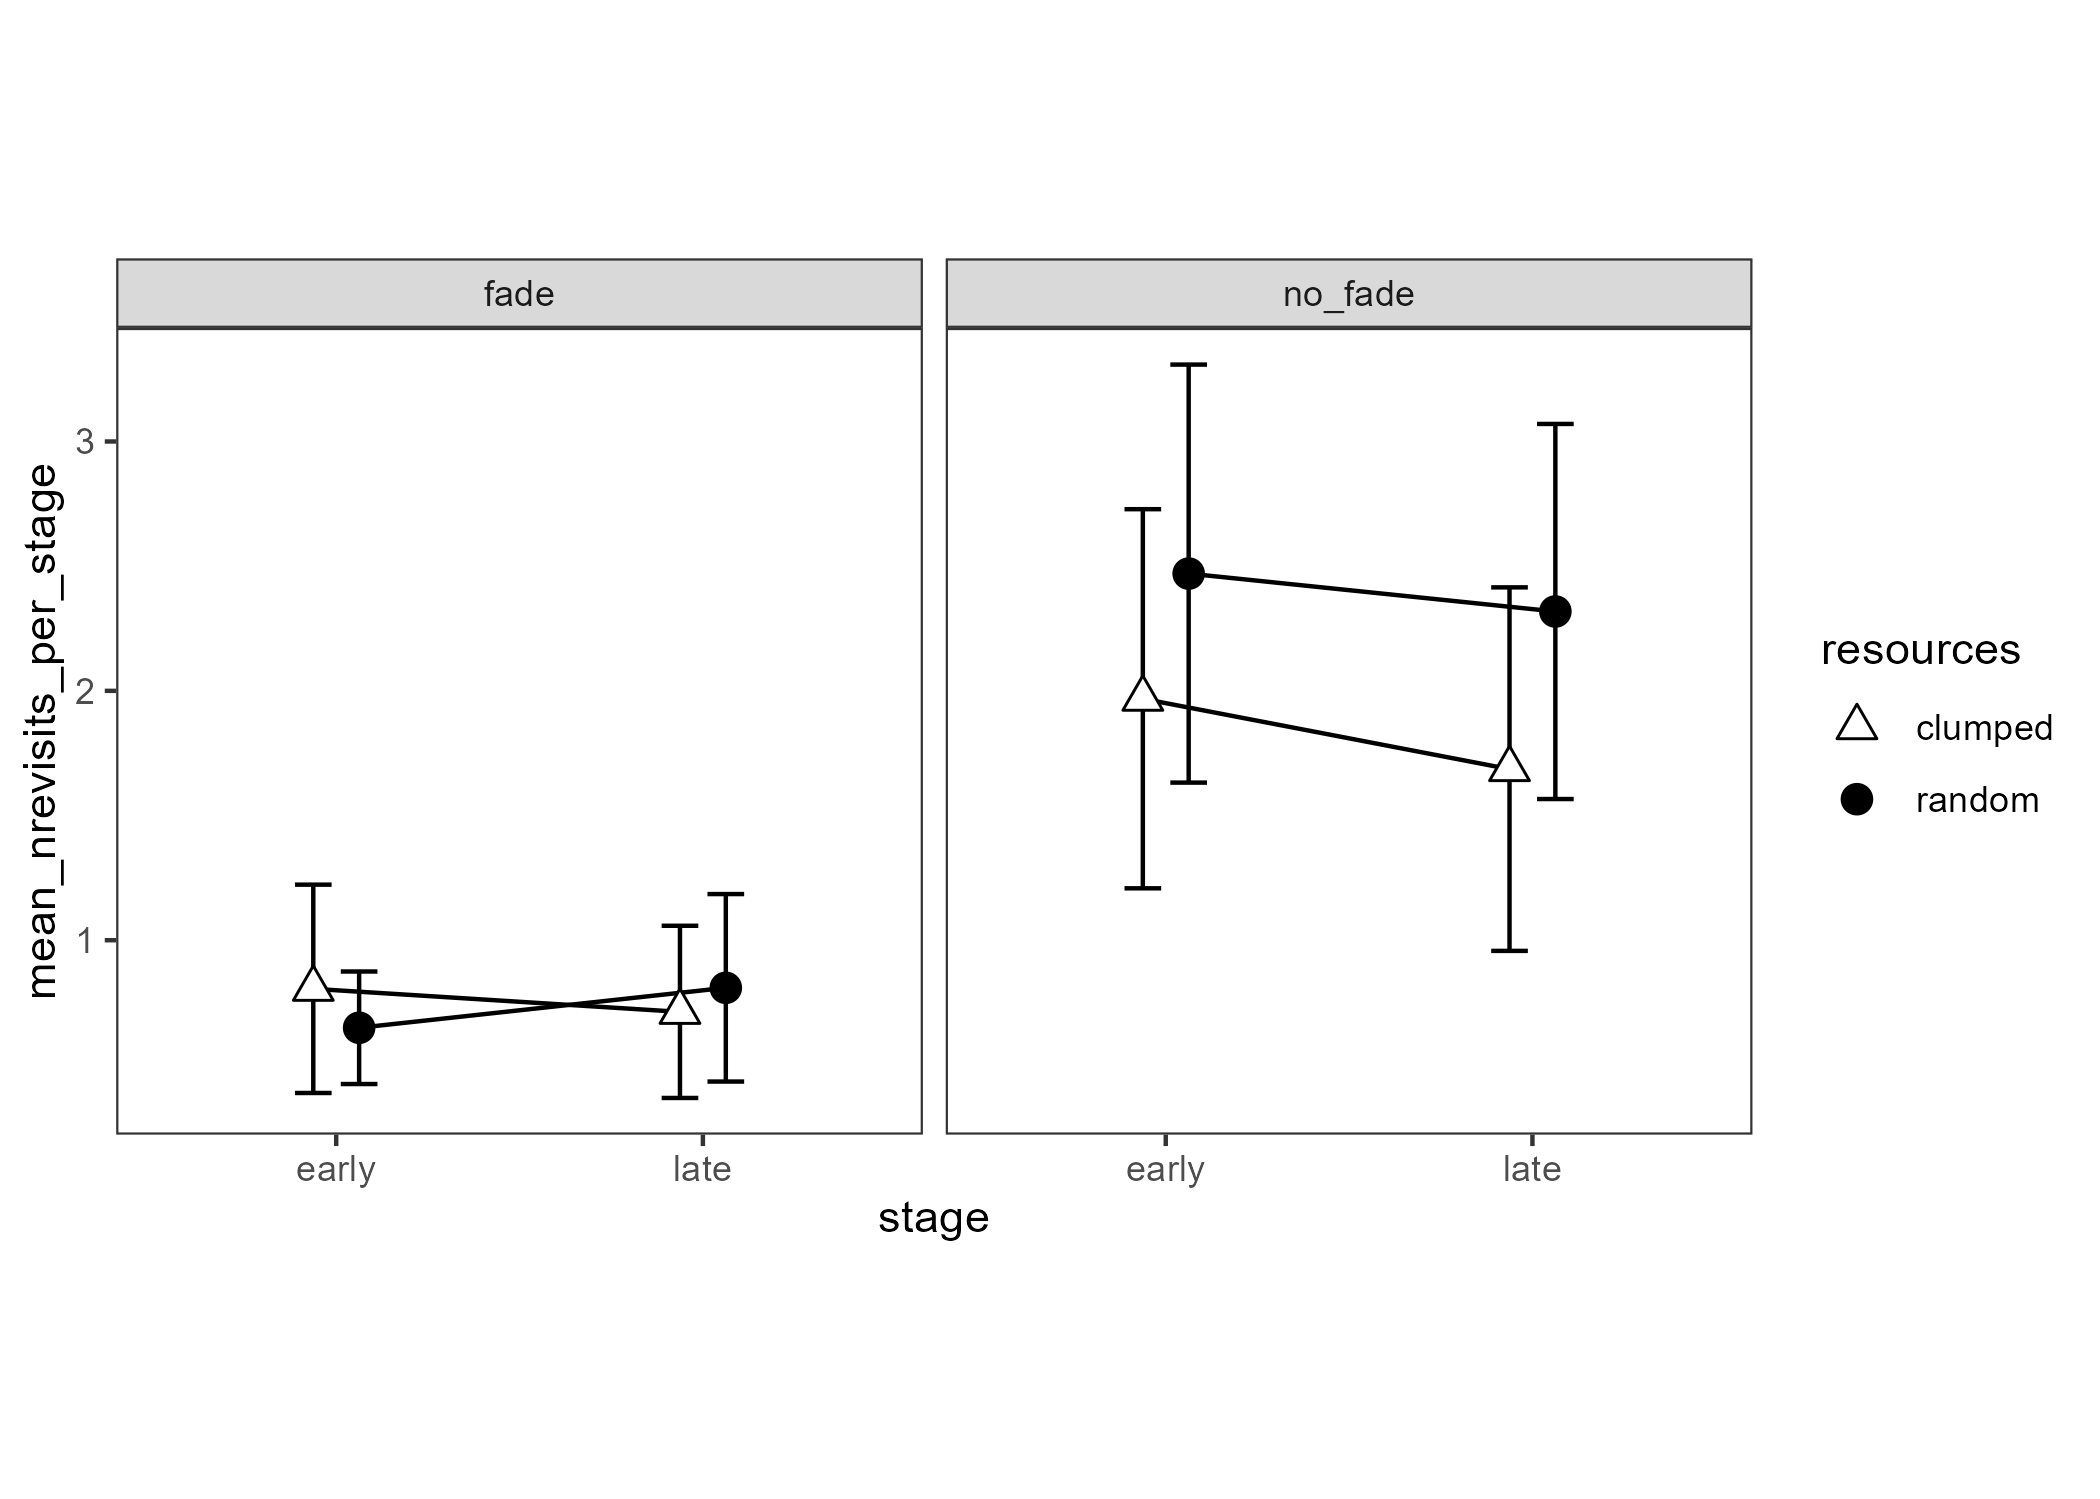 fade
no_fade
3
2
1
mean_nrevisits_per_stage
early
late
early
late
stage
resources
clumped
random